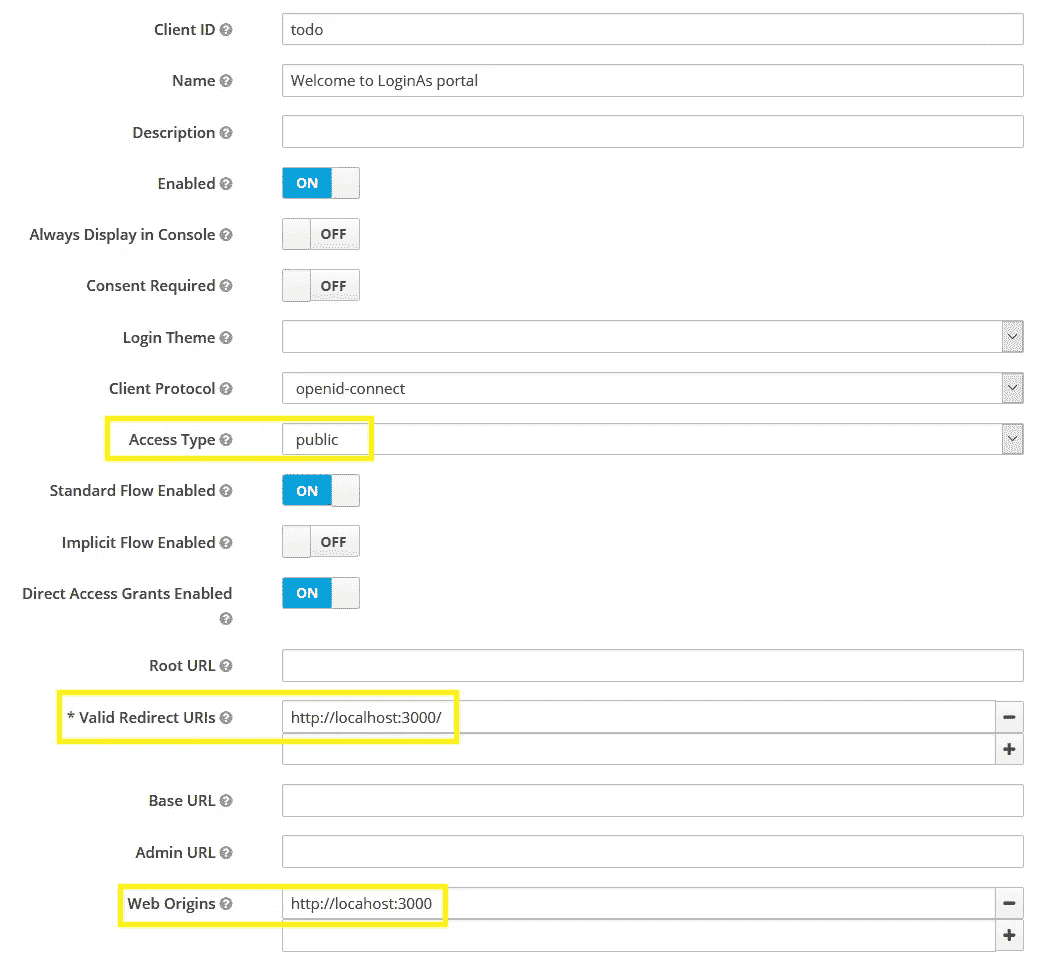 Client ID todo
Name Welcome to LoginAs portal
Description
Enabled ON
Always Display in Console OFF
Consent Required OFF
Login Theme
Client Protocol openid-connect
Access Type public
Standard Flow Enabled ON
Implicit Flow Enabled OFF
Direct Access Grants Enabled ON
Root URL
* Valid Redirect URIs http://localhost:3000/
Base URL
Admin URL
Web Origins http://locahost:3000